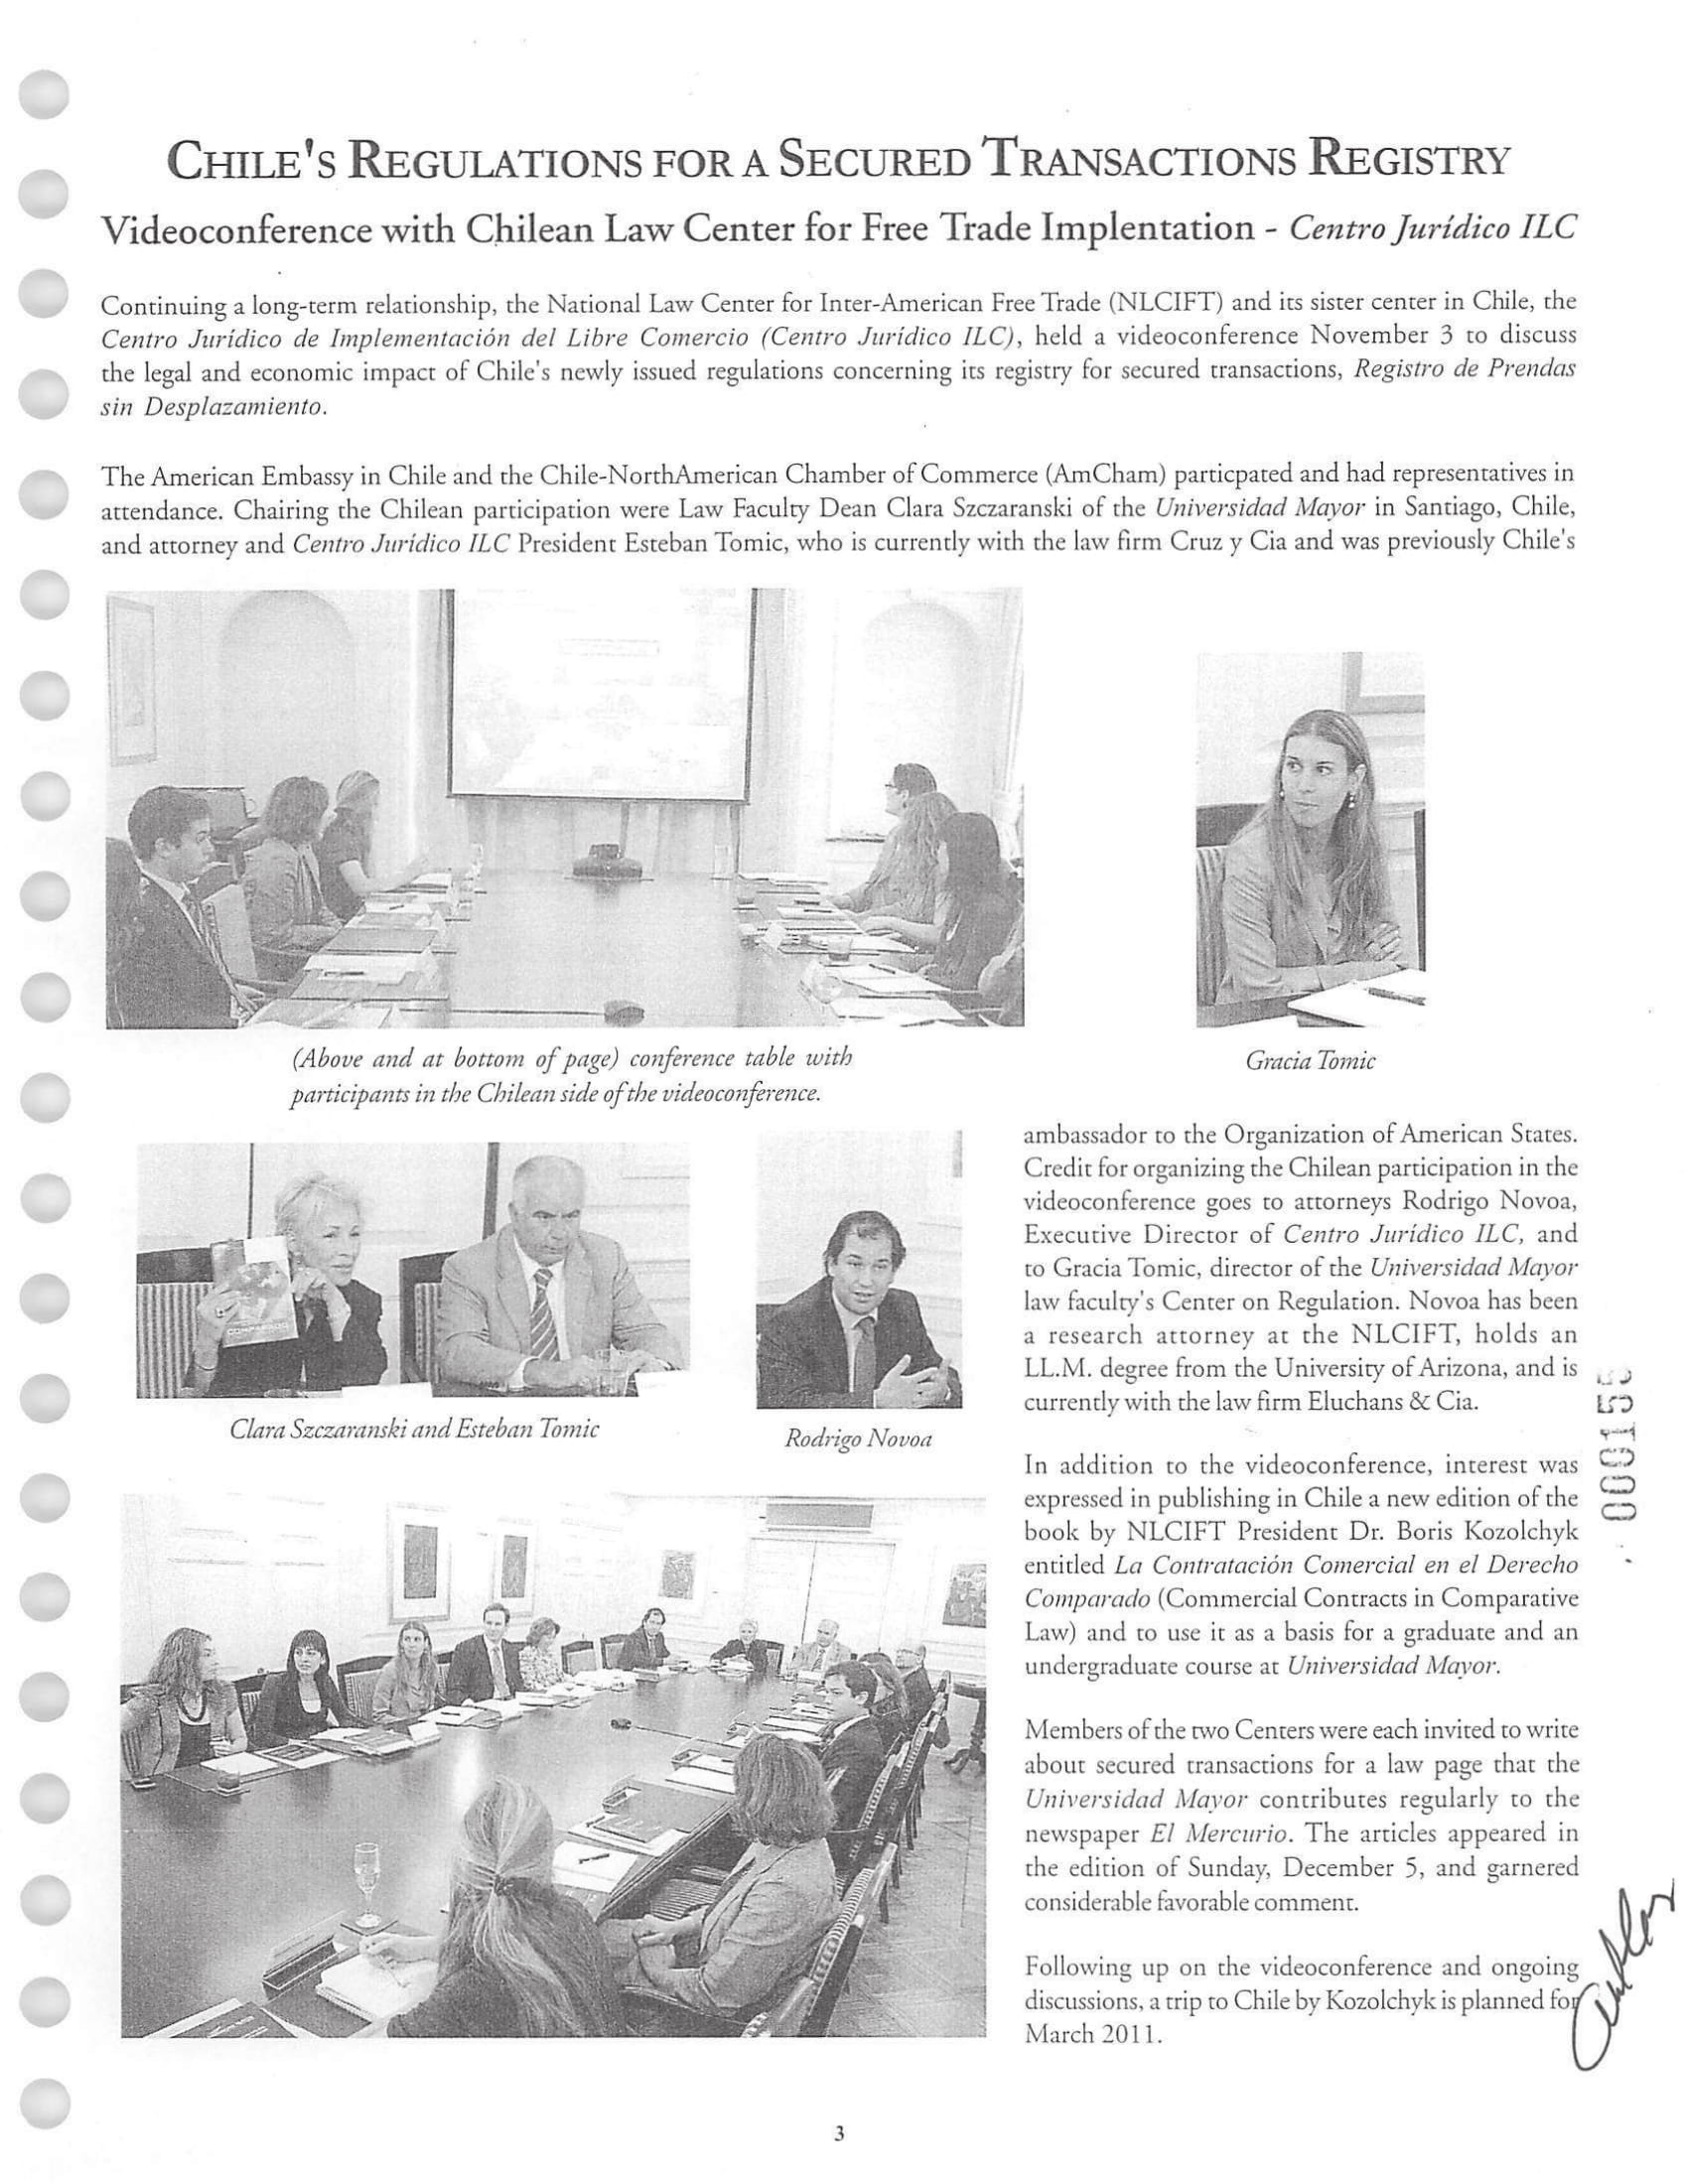 CHILE'S REGULATIONS FOR A SECURED TRANSACTIONS REGISTRY
Videoconference with Chilean Law Center for Free Trade Implentation - Centro Jurídico ILC
Continuing a long-term relationship, the National Law Center for Inter-American Free Trade (NLCIFT) and its sister center in Chile, the
Centro Jurídico de Implementación del Libre Comercio (Centro Jurídico ILC), held a videoconference November 3 to discuss
the legal and economic impact of Chile's newly issued regulations concerning its registry for secured transactions, Registro de Prendas
sin Desplazamiento.
The American Embassy in Chile and the Chile-NorthAmerican Chamber of Commerce (AmCham) particpated and had representatives in
attendance. Chairing the Chilean participation were Law Faculty Dean Clara Szczaranski of the Universidad Mayor in Santiago, Chile,
and attorney and Centro Jurídico ILC President Esteban Tomic, who is currently with the law firm Cruz y Cia and was previously Chile's
(Above and at bottom of page) conference table with
participants in the Chilean side of the videoconference.
Gracia Tomic
Clara Szczaranski and Esteban Tomic
Rodrigo Novoa
ambassador to the Organization of American States.
Credit for organizing the Chilean participation in the
videoconference goes to attorneys Rodrigo Novoa,
Executive Director of Centro Jurídico ILC, and
to Gracia Tomic, director of the Universidad Mayor
law faculty's Center on Regulation. Novoa has been
a research attorney at the NLCIFT, holds an
LL.M. degree from the University of Arizona, and is
currently with the law firm Eluchans & Cia.
In addition to the videoconference, interest was
expressed in publishing in Chile a new edition of the
book by NLCIFT President Dr. Boris Kozolchyk
entitled La Contratación Comercial en el Derecho
Comparado (Commercial Contracts in Comparative
Law) and to use it as a basis for a graduate and an
undergraduate course at Universidad Mayor.
Members of the two Centers were each invited to write
about secured transactions for a law page that the
Universidad Mayor contributes regularly to the
newspaper El Mercurio. The articles appeared in
the edition of Sunday, December 5, and garnered
considerable favorable comment.
Following up on the videoconference and ongoing
discussions, a trip to Chile by Kozolchyk is planned for
March 2011.
3